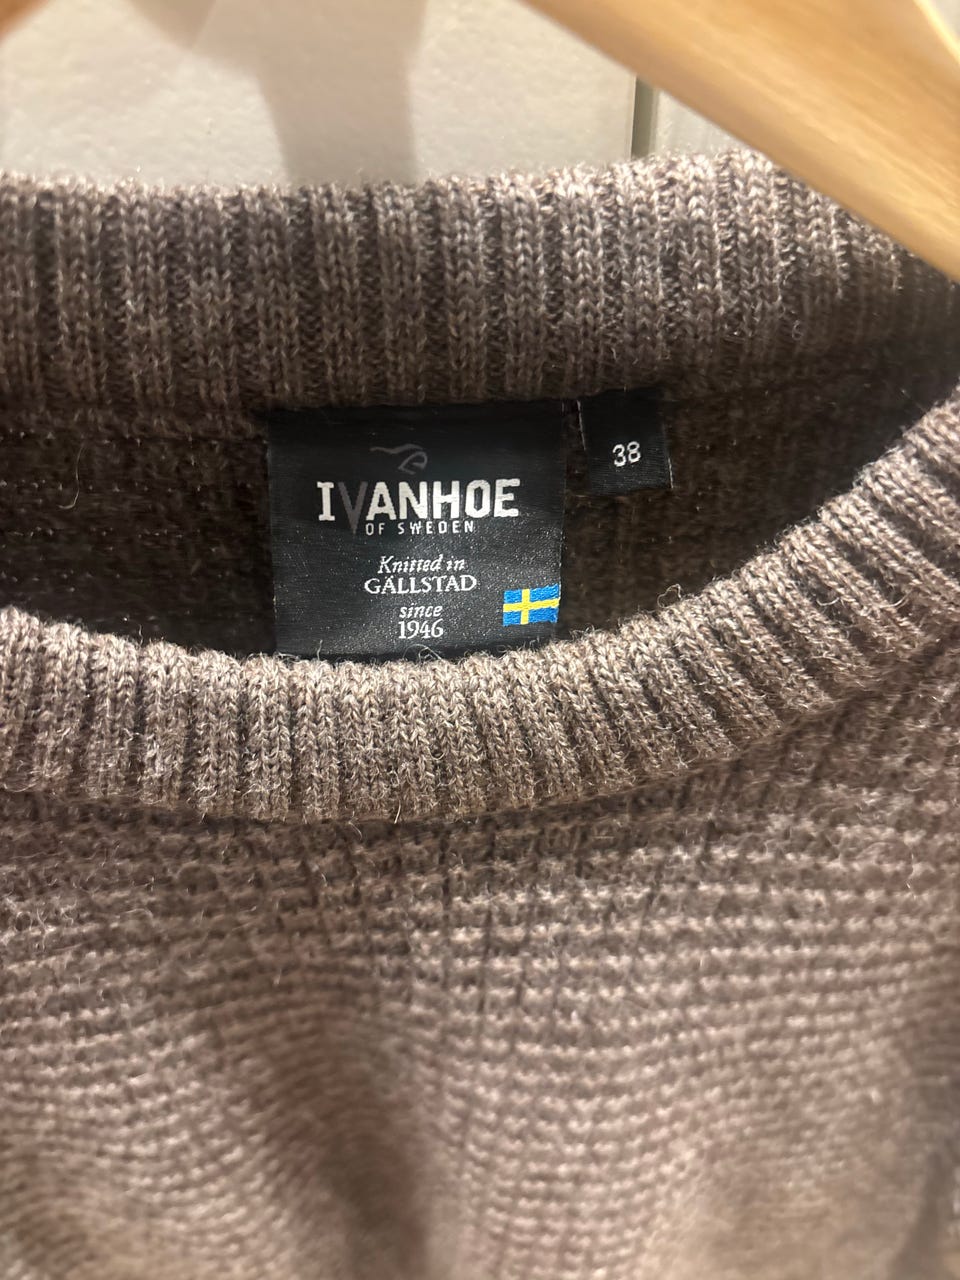 IVANHOE
OF SWEDEN
Knitted in
GÄLLSTAD
since
1946
38